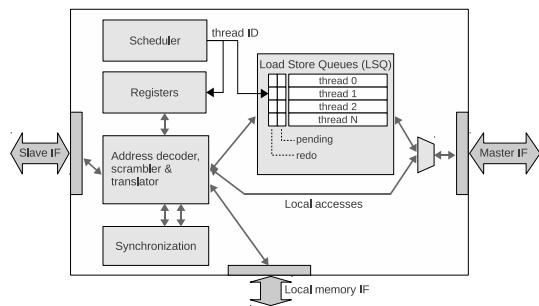 Scheduler
thread ID
Load Store Queues (LSQ)
thread 0
thread 1
thread 2
thread N
Registers
pending
redo
Slave IF
Address decoder,
scrambler &
translator
Master IF
Local accesses
Synchronization
Local memory IF